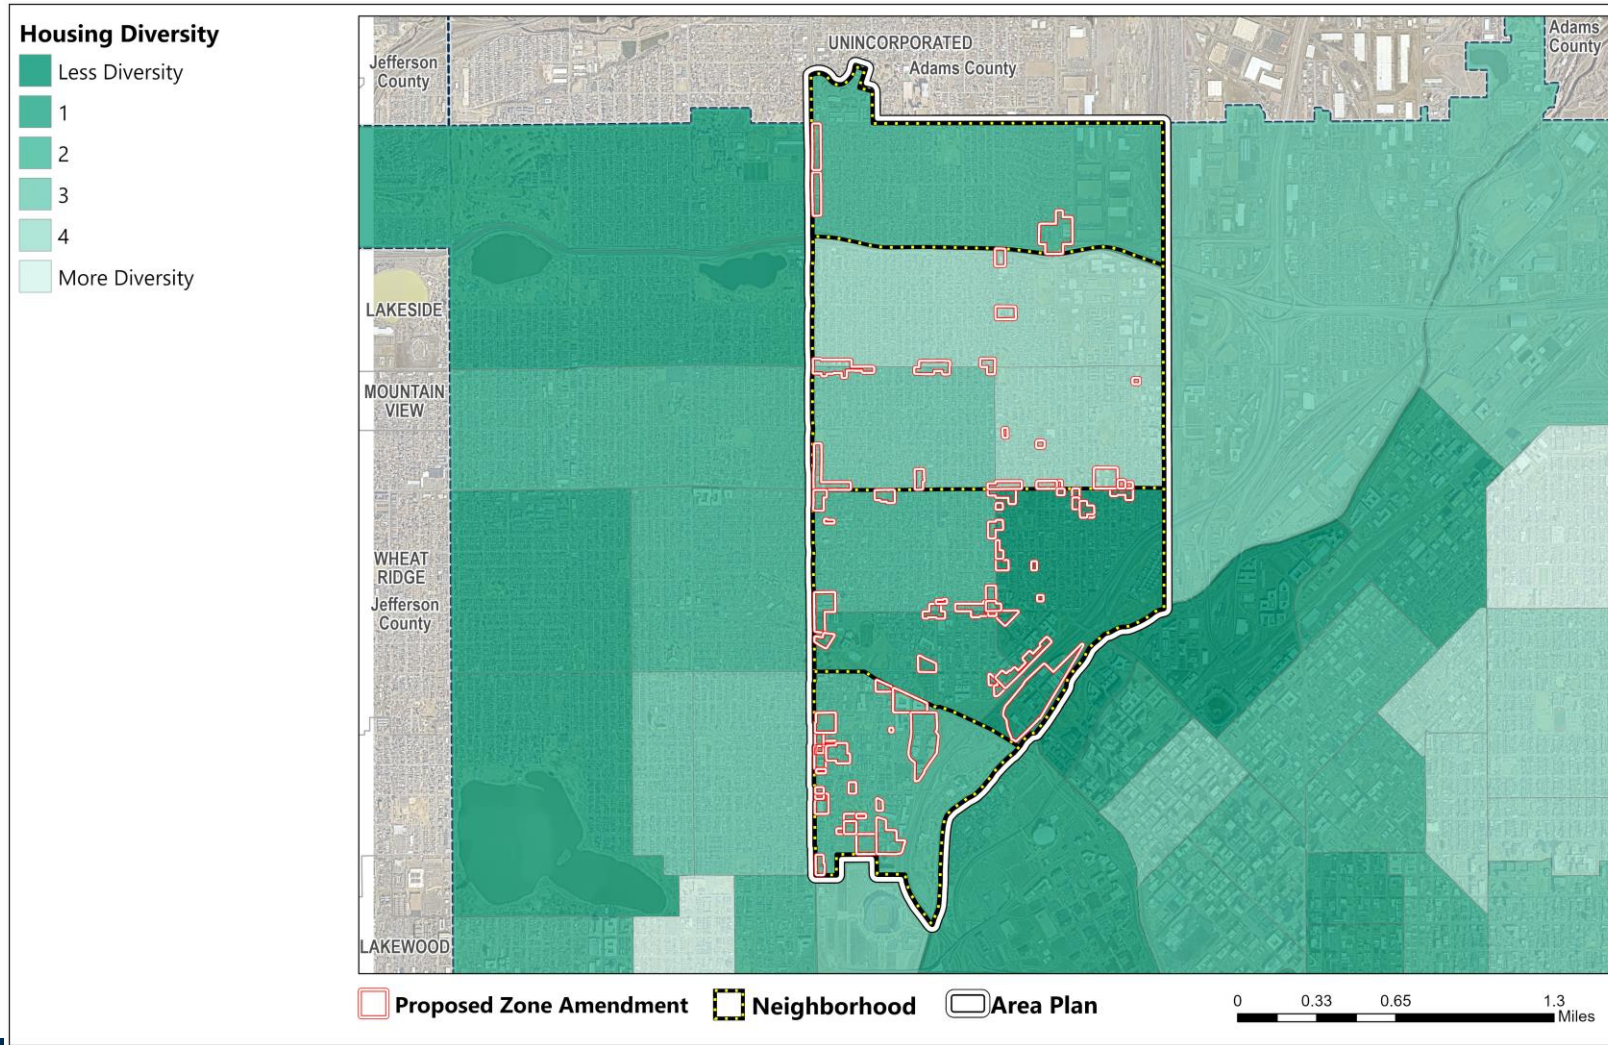 Housing Diversity
Less Diversity
1
2
3
4
More Diversity
Jefferson
County
UNINCORPORATED
Adams County
Adams
County
LAKESIDE
MOUNTAIN
VIEW
WHEAT
RIDGE
Jefferson
County
LAKEWOOD
Proposed Zone Amendment
Neighborhood
Area Plan
0 0.33 0.65 1.3
Miles